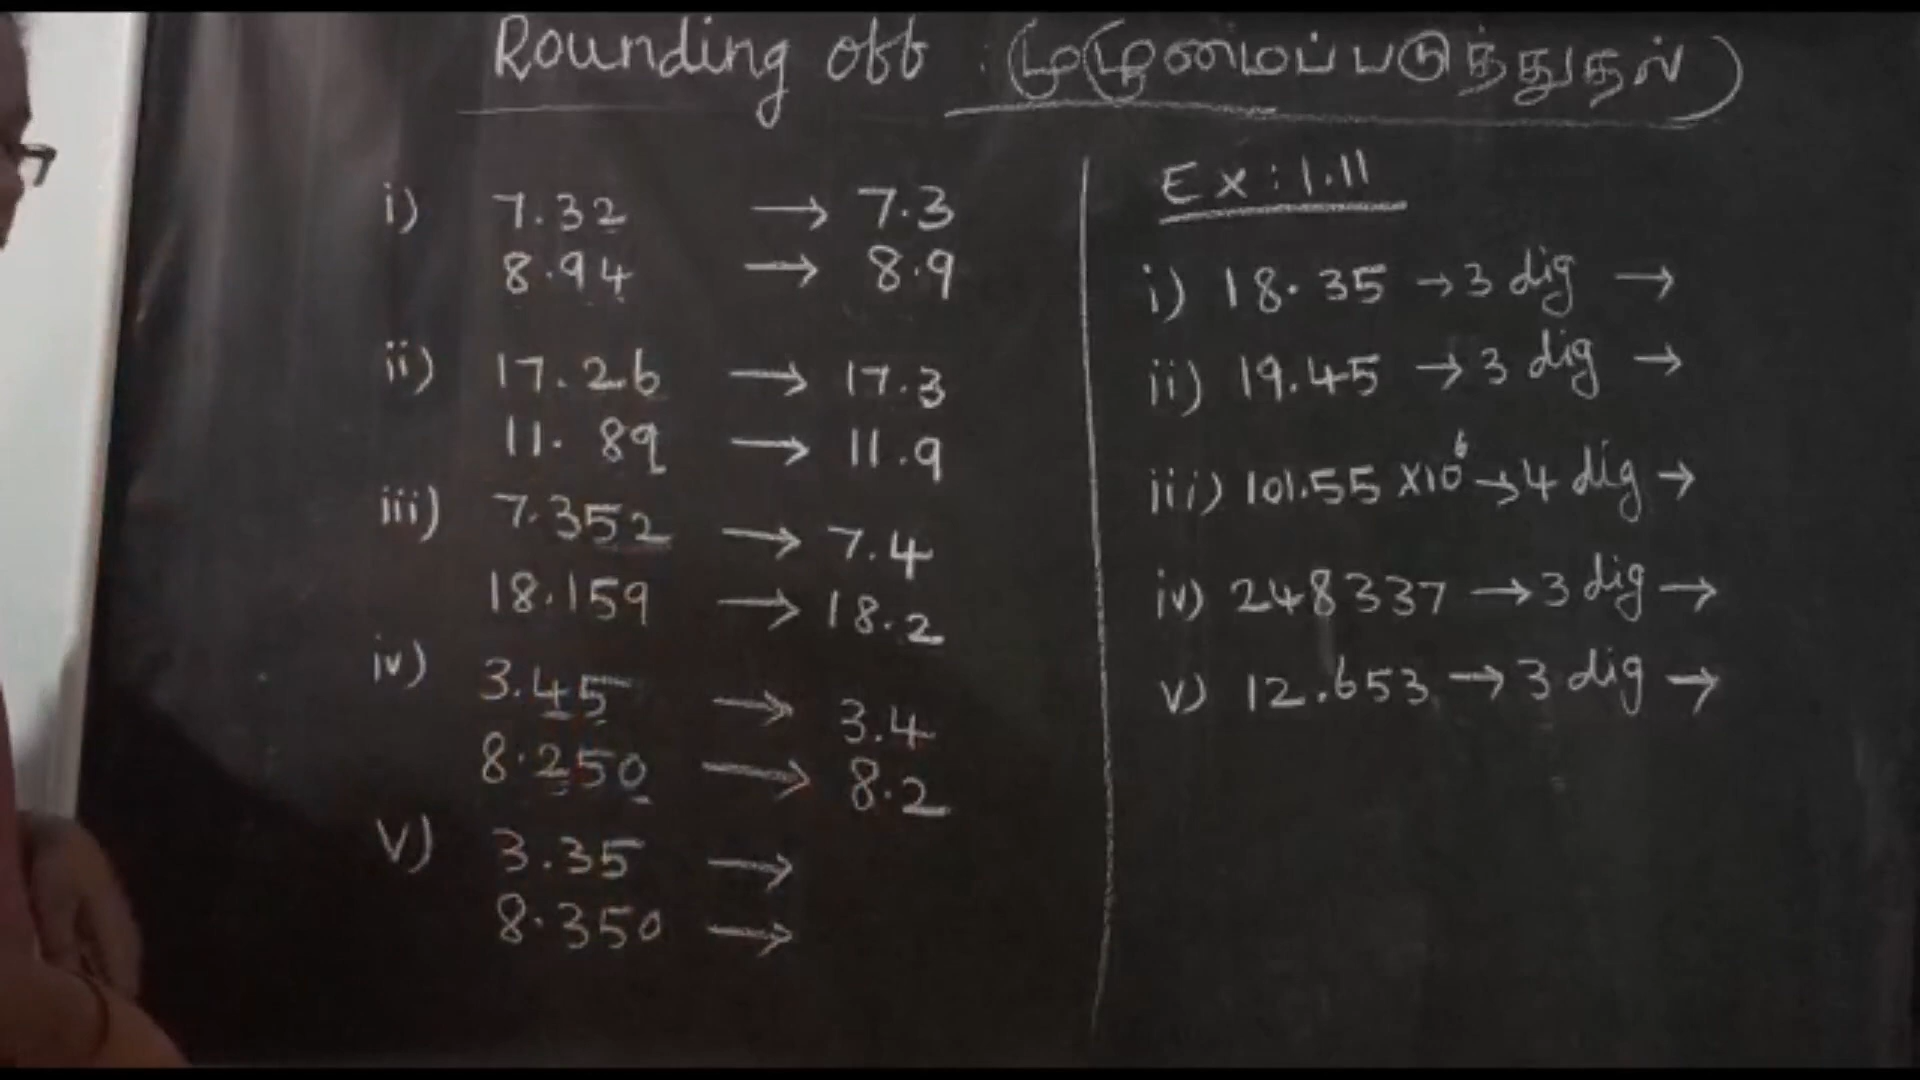 Rounding off : (முழுமைப்படுத்துதல்)
i) 7.32 → 7.3
8.94 → 8.9
ii) 17.26 → 17.3
11.89 → 11.9
iii) 7.352 → 7.4
18.159 → 18.2
iv) 3.45 → 3.4
8.250 → 8.2
v) 3.35 →
8.350 →
Ex: 1.11
i) 18.35 → 3 dig →
ii) 19.45 → 3 dig →
iii) 101.55 ×10⁶ → 4 dig →
iv) 248337 → 3 dig →
v) 12.653 → 3 dig →